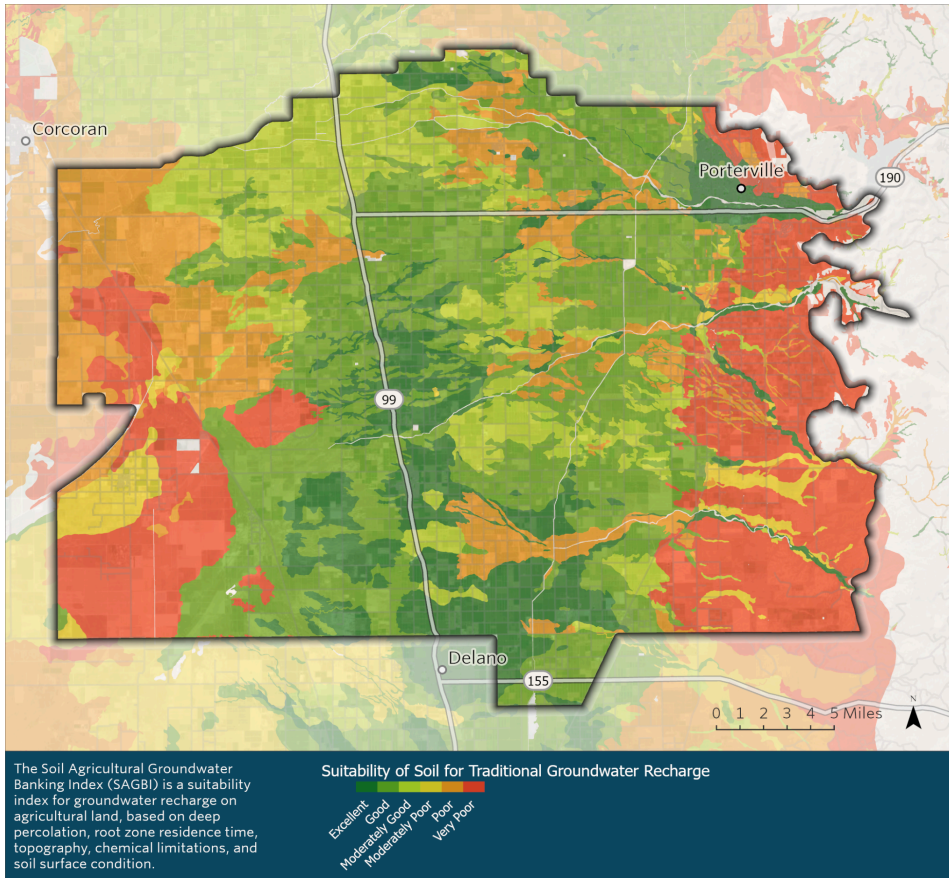 Corcoran
Porterville
190
99
Delano
155
0 1 2 3 4 5 Miles
N
The Soil Agricultural Groundwater
Banking Index (SAGBI) is a suitability
index for groundwater recharge on
agricultural land, based on deep
percolation, root zone residence time,
topography, chemical limitations, and
soil surface condition.
Suitability of Soil for Traditional Groundwater Recharge
Excellent
Good
Moderately Good
Moderately Poor
Poor
Very Poor